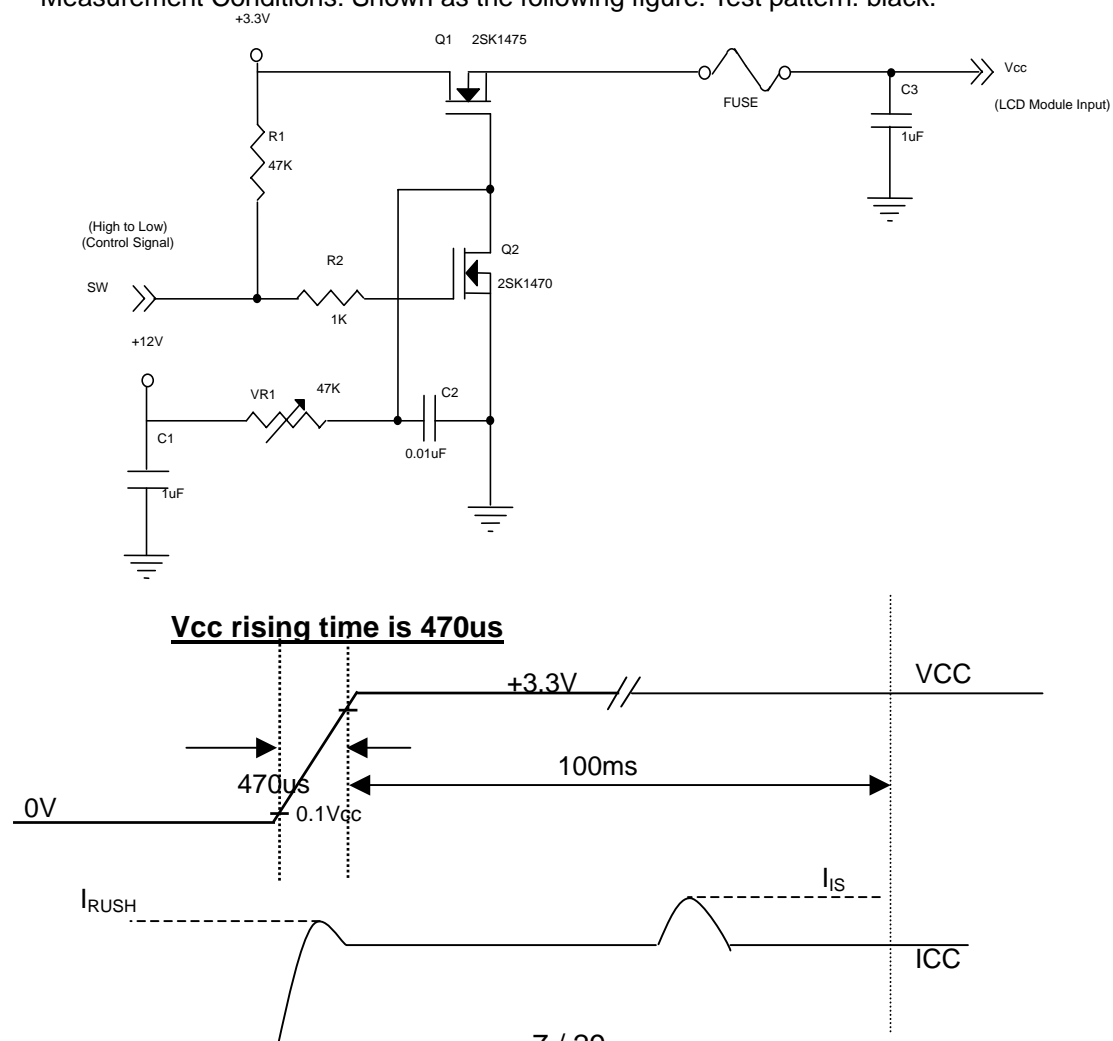 Measurement Conditions: Shown as the following figure. Test pattern: black.
+3.3V
Q1 2SK1475
Vcc
FUSE
C3
(LCD Module Input)
R1
47K
1uF
(High to Low)
(Control Signal)
R2
Q2
SW
2SK1470
1K
+12V
VR1 47K
C2
C1
0.01uF
1uF
Vcc rising time is 470us
+3.3V
VCC
470us
100ms
0V
0.1Vcc
IRUSH
IIS
ICC